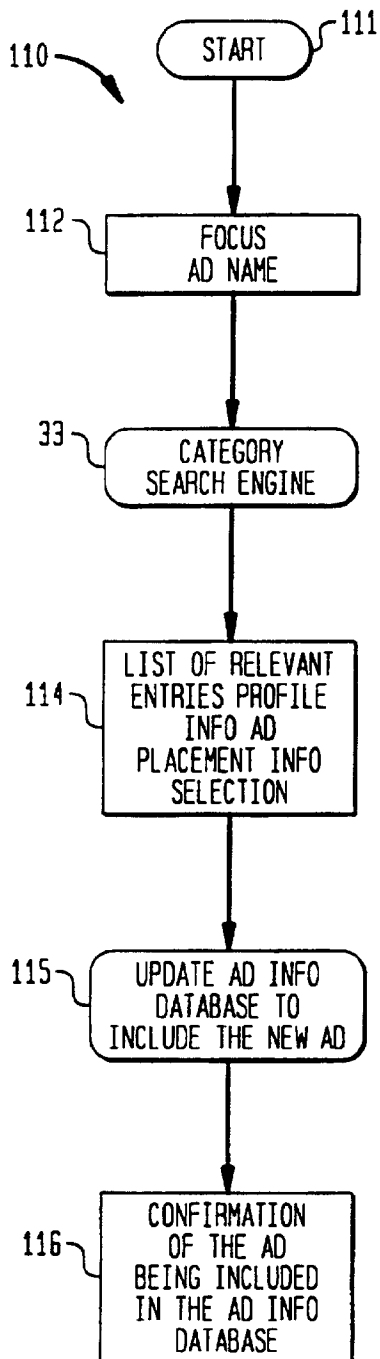 START
111
110
112
FOCUS
AD NAME
33
CATEGORY
SEARCH ENGINE
114
LIST OF RELEVANT
ENTRIES PROFILE
INFO AD
PLACEMENT INFO
SELECTION
115
UPDATE AD INFO
DATABASE TO
INCLUDE THE NEW AD
116
CONFIRMATION
OF THE AD
BEING INCLUDED
IN THE AD INFO
DATABASE